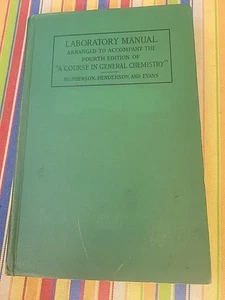 LABORATORY MANUAL
ARRANGED TO ACCOMPANY THE
FOURTH EDITION OF
"A COURSE IN GENERAL CHEMISTRY"
McPHERSON, HENDERSON, AND EVANS